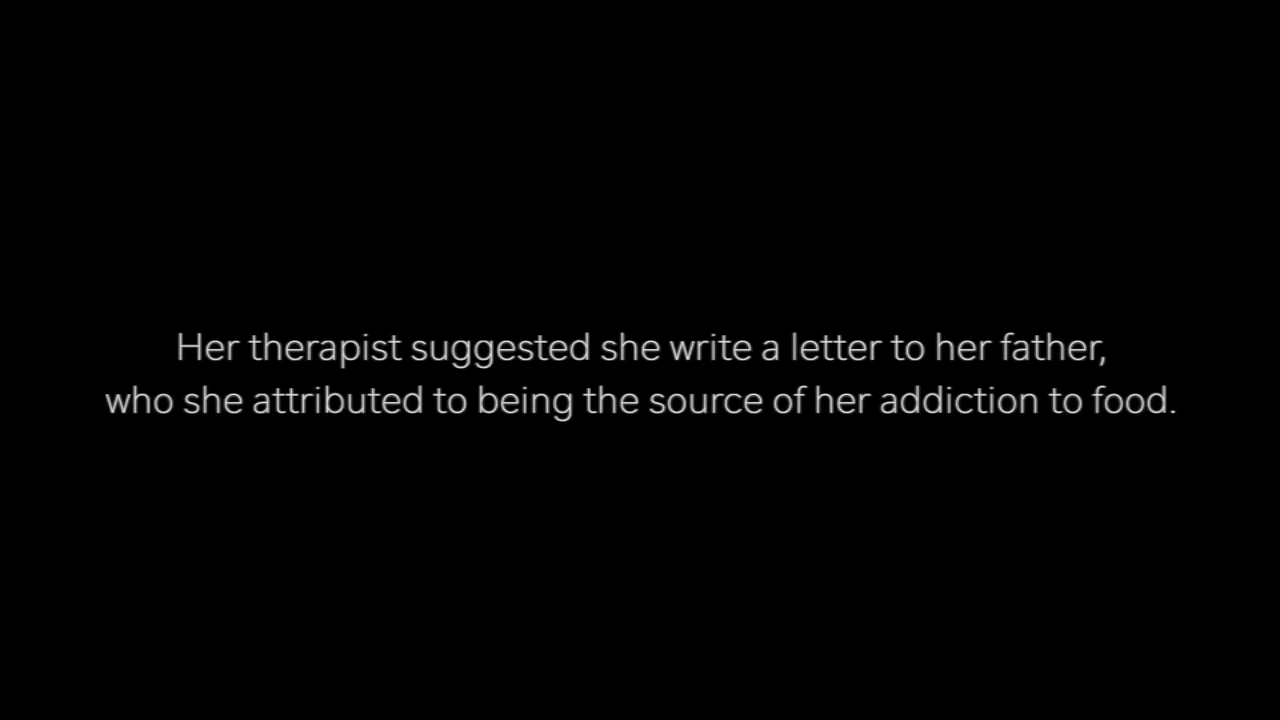 Her therapist suggested she write a letter to her father,
who she attributed to being the source of her addiction to food.